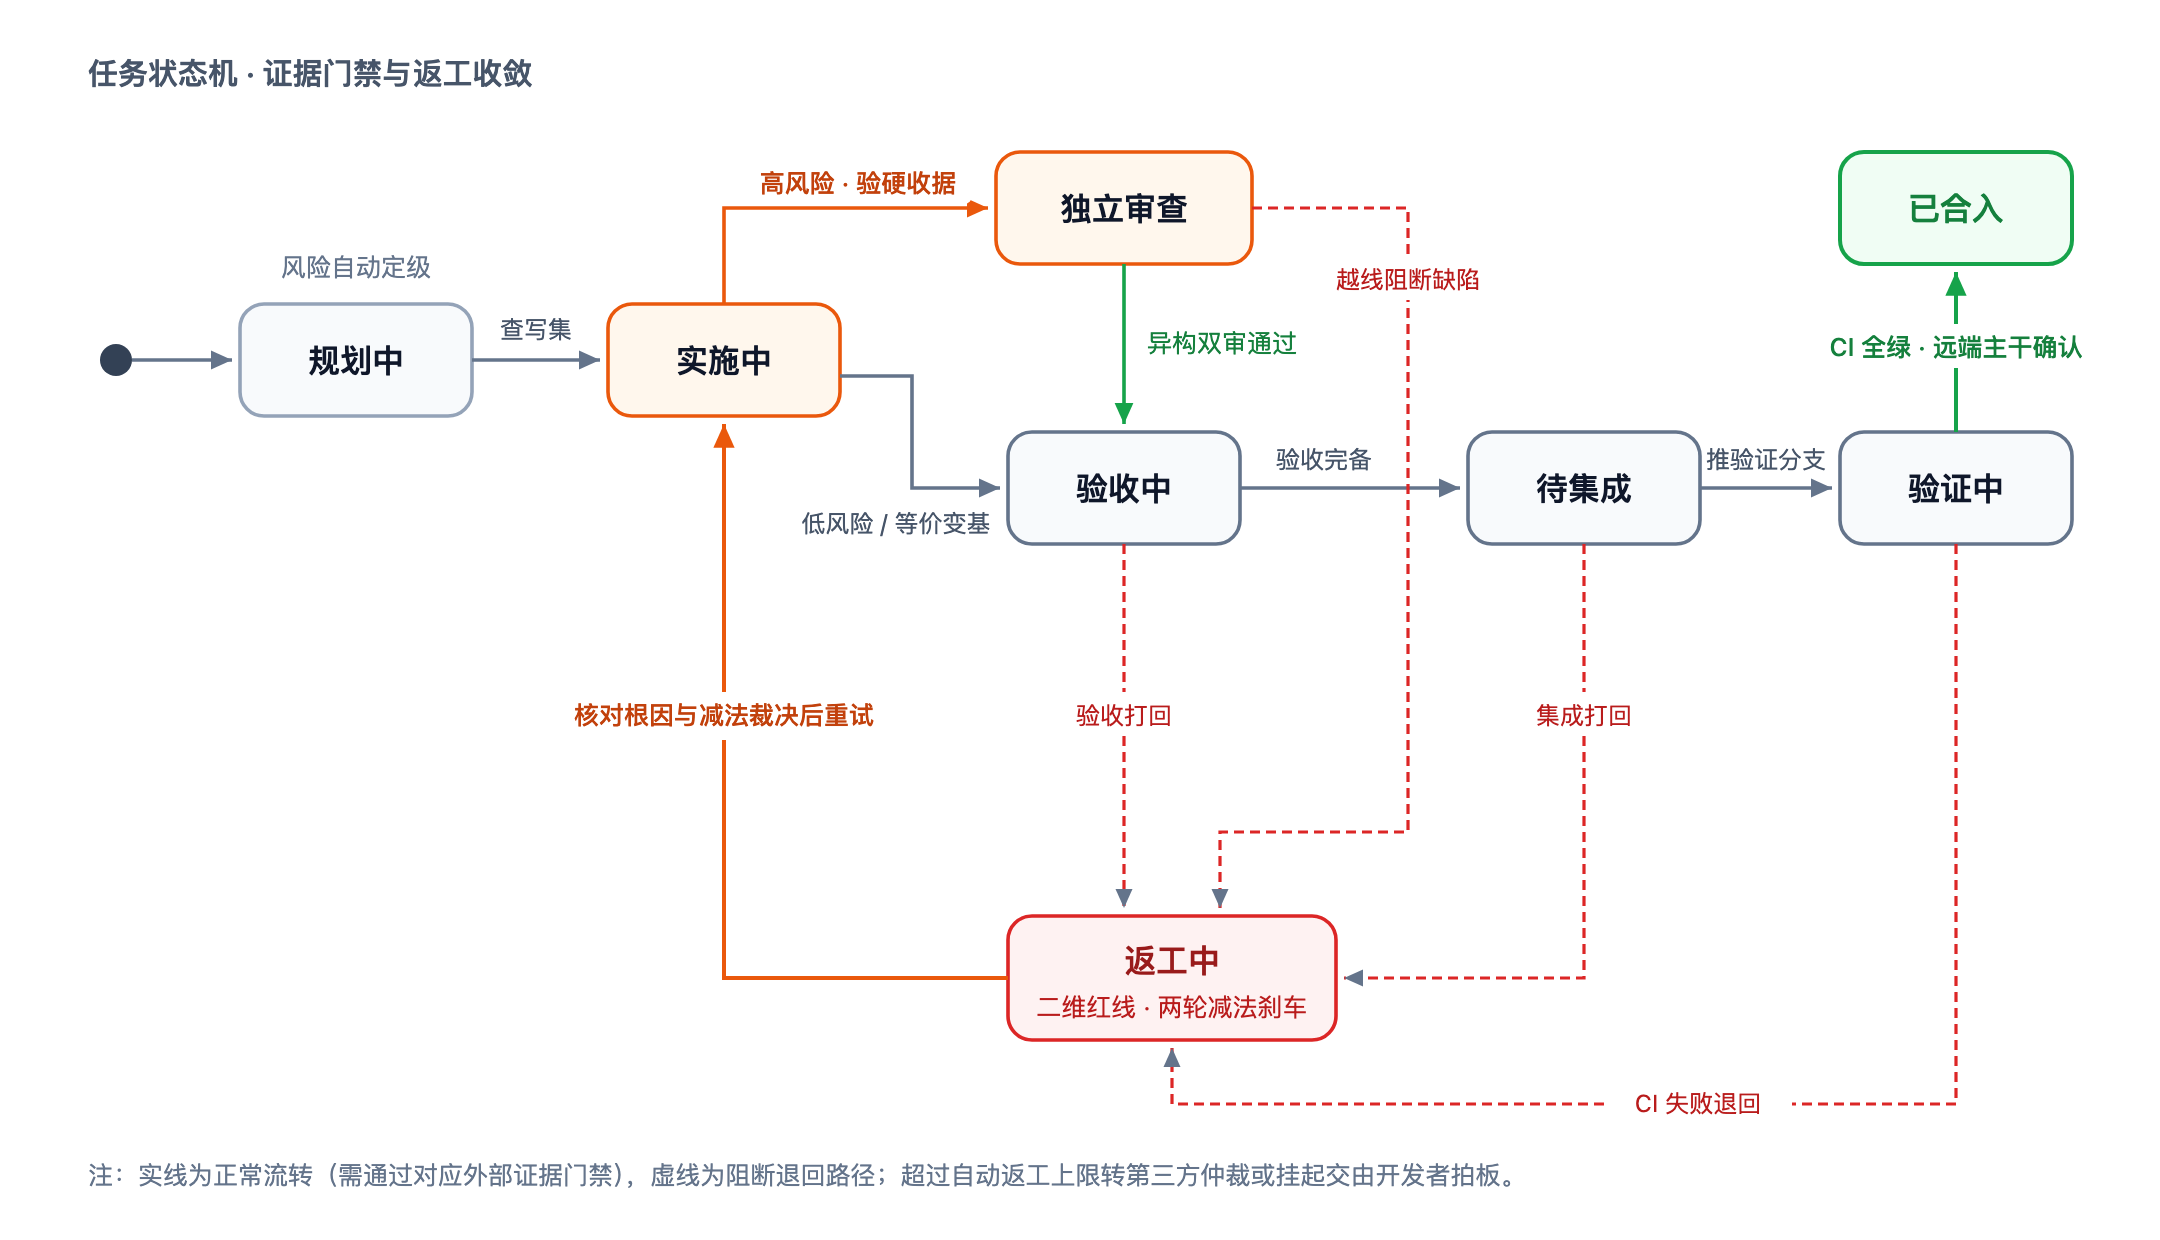 任务状态机 · 证据门禁与返工收敛
高风险 · 验硬收据
独立审查
已合入
风险自动定级
越线阻断缺陷
查写集
规划中
实施中
异构双审通过
CI 全绿 · 远端主干确认
验收完备
推验证分支
验收中
待集成
验证中
低风险 / 等价变基
核对根因与减法裁决后重试
验收打回
集成打回
返工中
二维红线 · 两轮减法刹车
CI 失败退回
注：实线为正常流转（需通过对应外部证据门禁），虚线为阻断退回路径；超过自动返工上限转第三方仲裁或挂起交由开发者拍板。